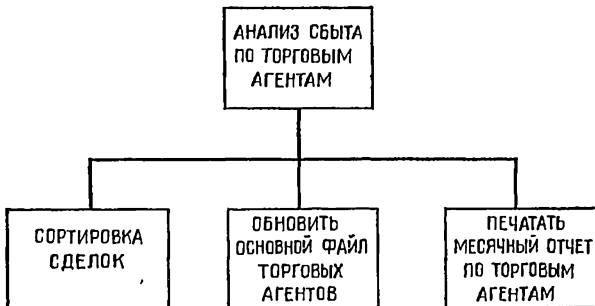 АНАЛИЗ СБЫТА
ПО ТОРГОВЫМ
АГЕНТАМ
СОРТИРОВКА
СДЕЛОК
ОБНОВИТЬ
ОСНОВНОЙ ФАЙЛ
ТОРГОВЫХ
АГЕНТОВ
ПЕЧАТАТЬ
МЕСЯЧНЫЙ ОТЧЕТ
ПО ТОРГОВЫМ
АГЕНТАМ